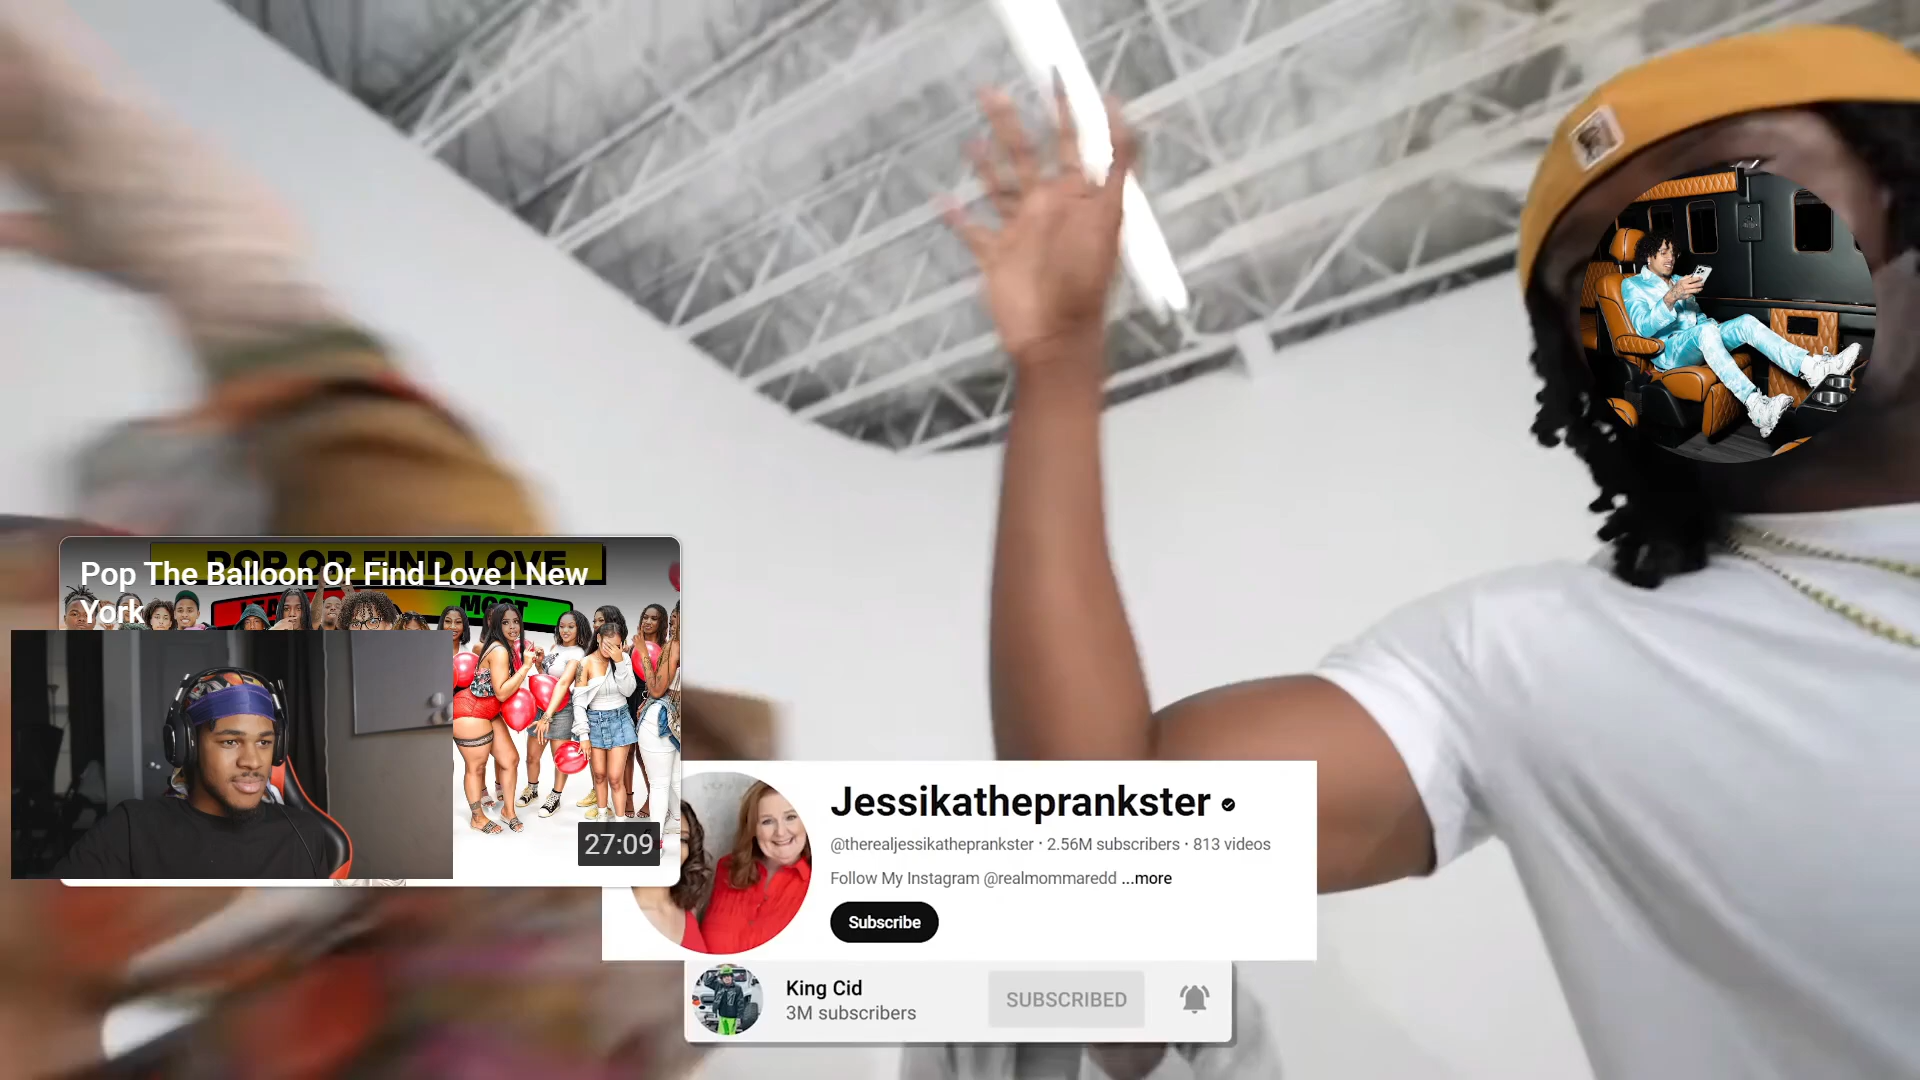 POP OR FIND LOVE
Pop The Balloon Or Find Love | New
York
MOST
27:09
Jessikatheprankster
@therealjessikatheprankster · 2.56M subscribers · 813 videos
Follow My Instagram @realmommaredd ...more
Subscribe
King Cid
3M subscribers
SUBSCRIBED